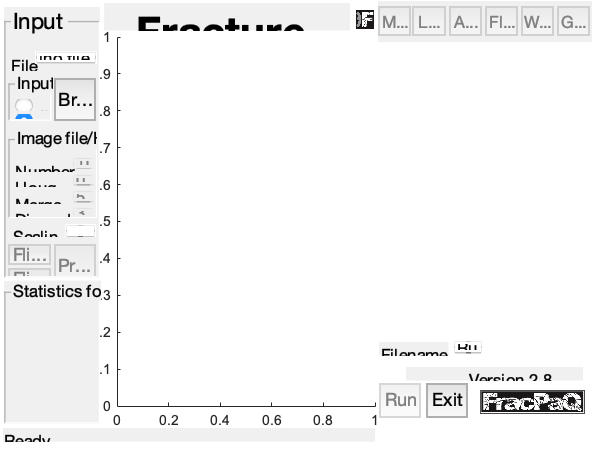 Input
Fracture
M...
L...
A...
Fl...
W...
G...
File
Input
Br...
Image file/
Number
Fli...
Pr...
Statistics fo
1
.9
.8
.7
.6
.5
.4
.3
.2
.1
0
0
0.2
0.4
0.6
0.8
1
Filename
Version 2.8
Run
Exit
FracPaQ
Ready